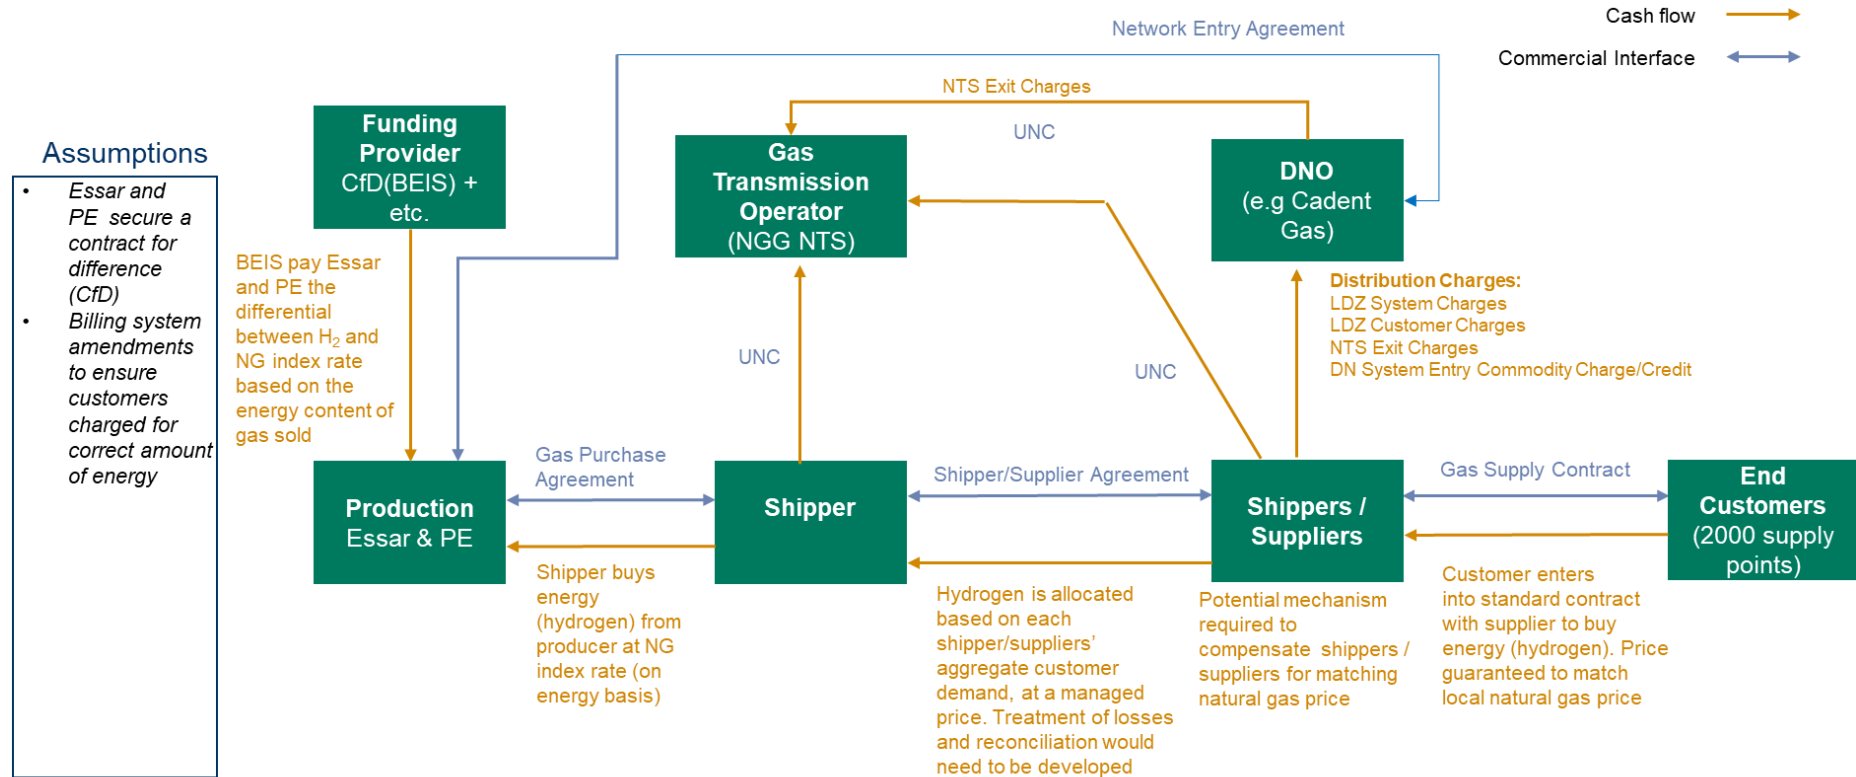 Network Entry Agreement
Cash flow
Commercial Interface
NTS Exit Charges
UNC
Assumptions
• Essar and
PE secure a
contract for
difference
(CfD)
• Billing system
amendments
to ensure
customers
charged for
correct amount
of energy
Funding
Provider
CfD(BEIS) +
etc.
Gas
Transmission
Operator
(NGG NTS)
DNO
(e.g Cadent
Gas)
BEIS pay Essar
and PE the
differential
between H₂ and
NG index rate
based on the
energy content of
gas sold
UNC
UNC
Distribution Charges:
LDZ System Charges
LDZ Customer Charges
NTS Exit Charges
DN System Entry Commodity Charge/Credit
Production
Essar & PE
Gas Purchase
Agreement
Shipper
Shipper/Supplier Agreement
Shippers /
Suppliers
Gas Supply Contract
End
Customers
(2000 supply
points)
Shipper buys
energy
(hydrogen) from
producer at NG
index rate (on
energy basis)
Hydrogen is allocated
based on each
shipper/suppliers’
aggregate customer
demand, at a managed
price. Treatment of losses
and reconciliation would
need to be developed
Potential mechanism
required to
compensate shippers /
suppliers for matching
natural gas price
Customer enters
into standard contract
with supplier to buy
energy (hydrogen). Price
guaranteed to match
local natural gas price